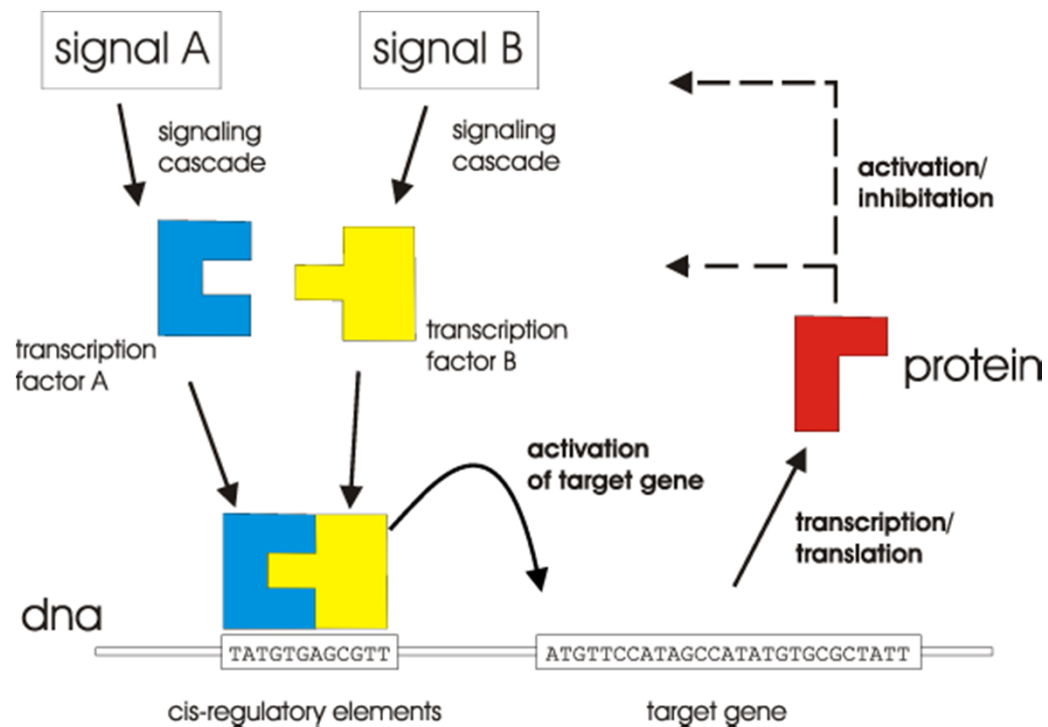 signal A
signal B
signaling
cascade
signaling
cascade
activation/
inhibitation
transcription
factor A
transcription
factor B
protein
activation
of target gene
transcription/
translation
dna
TATGTGAGCGTT
ATGTTCCATAGCCATATGTGCGCTATT
cis-regulatory elements
target gene